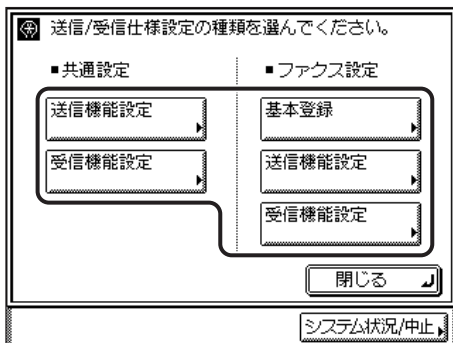 送信/受信仕様設定の種類を選んでください。
■共通設定
送信機能設定
受信機能設定
■ファクス設定
基本登録
送信機能設定
受信機能設定
閉じる
システム状況/中止